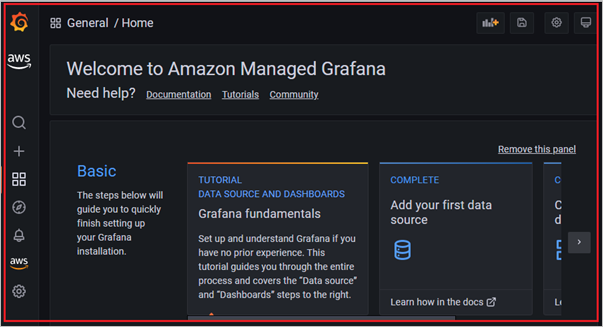 General / Home
aws
Welcome to Amazon Managed Grafana
Need help? Documentation Tutorials Community
Remove this panel
Basic
The steps below will
guide you to quickly
finish setting up
your Grafana
installation.
TUTORIAL
DATA SOURCE AND DASHBOARDS
Grafana fundamentals
Set up and understand Grafana if you
have no prior experience. This
tutorial guides you through the entire
process and covers the “Data source”
and “Dashboards” steps to the right.
COMPLETE
Add your first data
source
Learn how in the docs
C
C
d
Le
aws